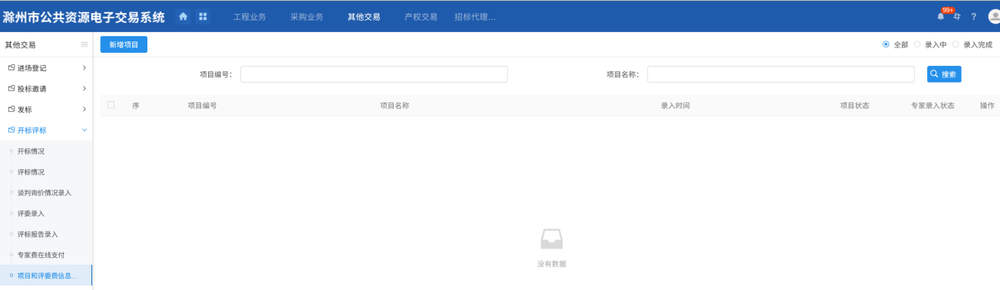 滁州市公共资源电子交易系统 工程业务 采购业务 其他交易 产权交易 招标代理... 99+ ?
其他交易 新增项目 全部 录入中 录入完成
进场登记
项目编号: 项目名称: 搜索
投标邀请
序 项目编号 项目名称 录入时间 项目状态 专家录入状态 操作
发标
开标评标
开标情况
评标情况
谈判询价情况录入
评委录入
评标报告录入
专家费在线支付
没有数据
项目和评委费信息...